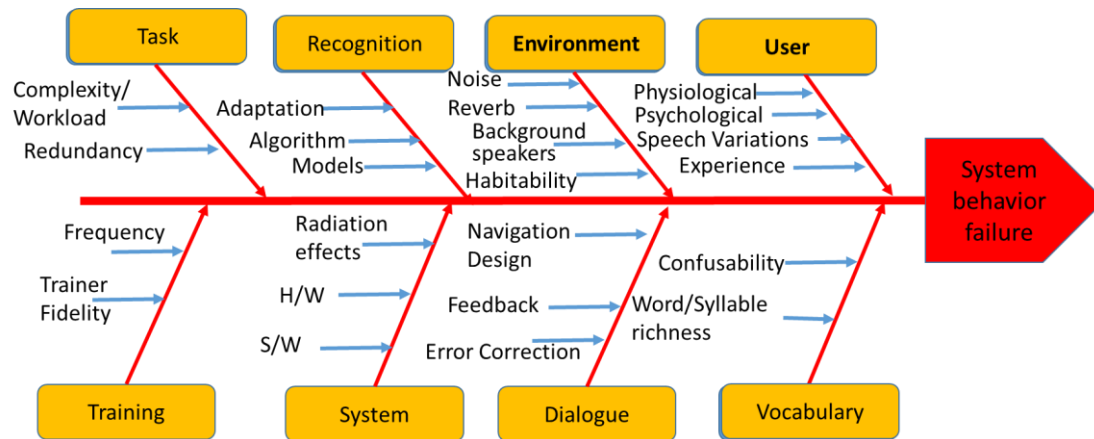 Task
Recognition
Environment
User
Complexity/
Workload
Redundancy
Adaptation
Algorithm
Models
Noise
Reverb
Background
speakers
Habitability
Physiological
Psychological
Speech Variations
Experience
System
behavior
failure
Frequency
Trainer
Fidelity
Radiation
effects
H/W
S/W
Navigation
Design
Feedback
Error Correction
Confusability
Word/Syllable
richness
Training
System
Dialogue
Vocabulary